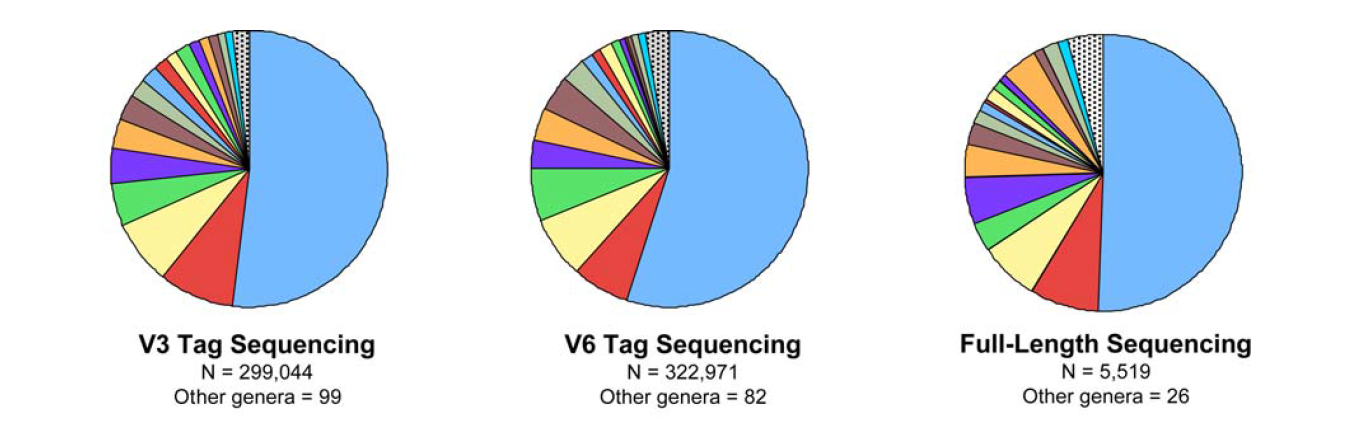 V3 Tag Sequencing
N = 299,044
Other genera = 99
V6 Tag Sequencing
N = 322,971
Other genera = 82
Full-Length Sequencing
N = 5,519
Other genera = 26